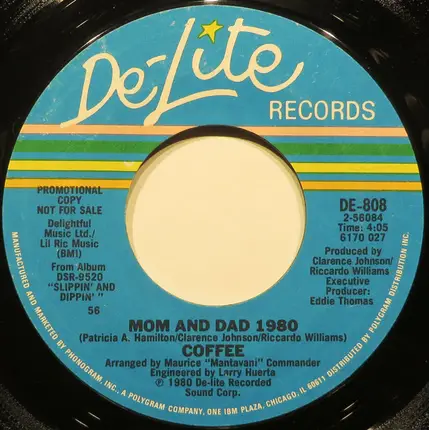 De-Lite
RECORDS
PROMOTIONAL
COPY
NOT FOR SALE
Delightful
Music Ltd./
Lil Ric Music
(BMI)
From Album
DSR-9520
"SLIPPIN' AND
DIPPIN' "
56
DE-808
2-56084
Time: 4:05
6170 027
Produced by
Clarence Johnson/
Riccardo Williams
Executive
Producer:
Eddie Thomas
MOM AND DAD 1980
(Patricia A. Hamilton/Clarence Johnson/Riccardo Williams)
COFFEE
Arranged by Maurice "Mantavani" Commander
Engineered by Larry Huerta
℗ 1980 De-lite Recorded
Sound Corp.
MANUFACTURED AND MARKETED BY PHONOGRAM, INC., A POLYGRAM COMPANY, ONE IBM PLAZA, CHICAGO, IL 60611 DISTRIBUTED BY POLYGRAM DISTRIBUTION, INC.